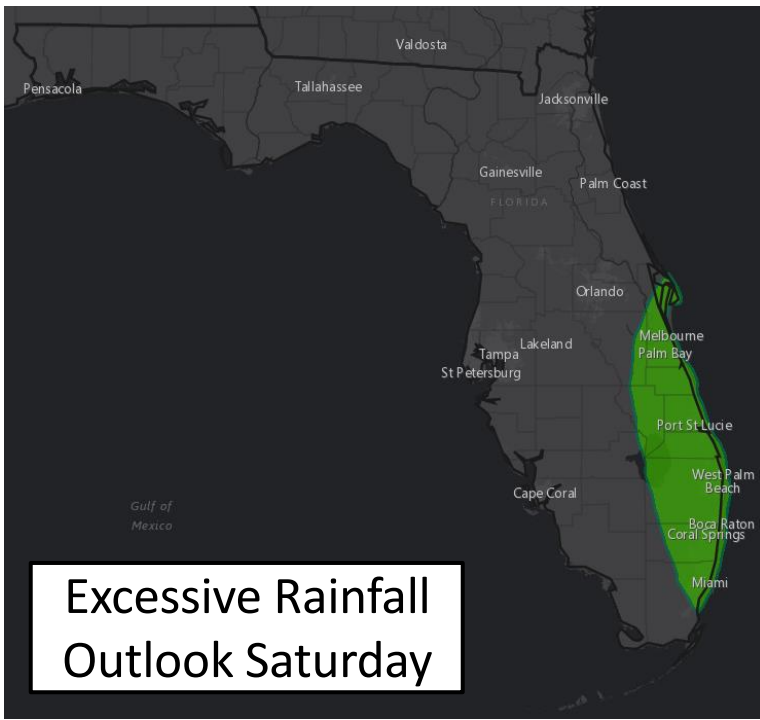 Valdosta
Pensacola
Tallahassee
Jacksonville
Gainesville
Palm Coast
FLORIDA
Orlando
Melbourne
Lakeland
Palm Bay
Tampa
St Petersburg
Port St Lucie
West Palm
Beach
Cape Coral
Gulf of
Mexico
Boca Raton
Coral Springs
Miami
Excessive Rainfall
Outlook Saturday